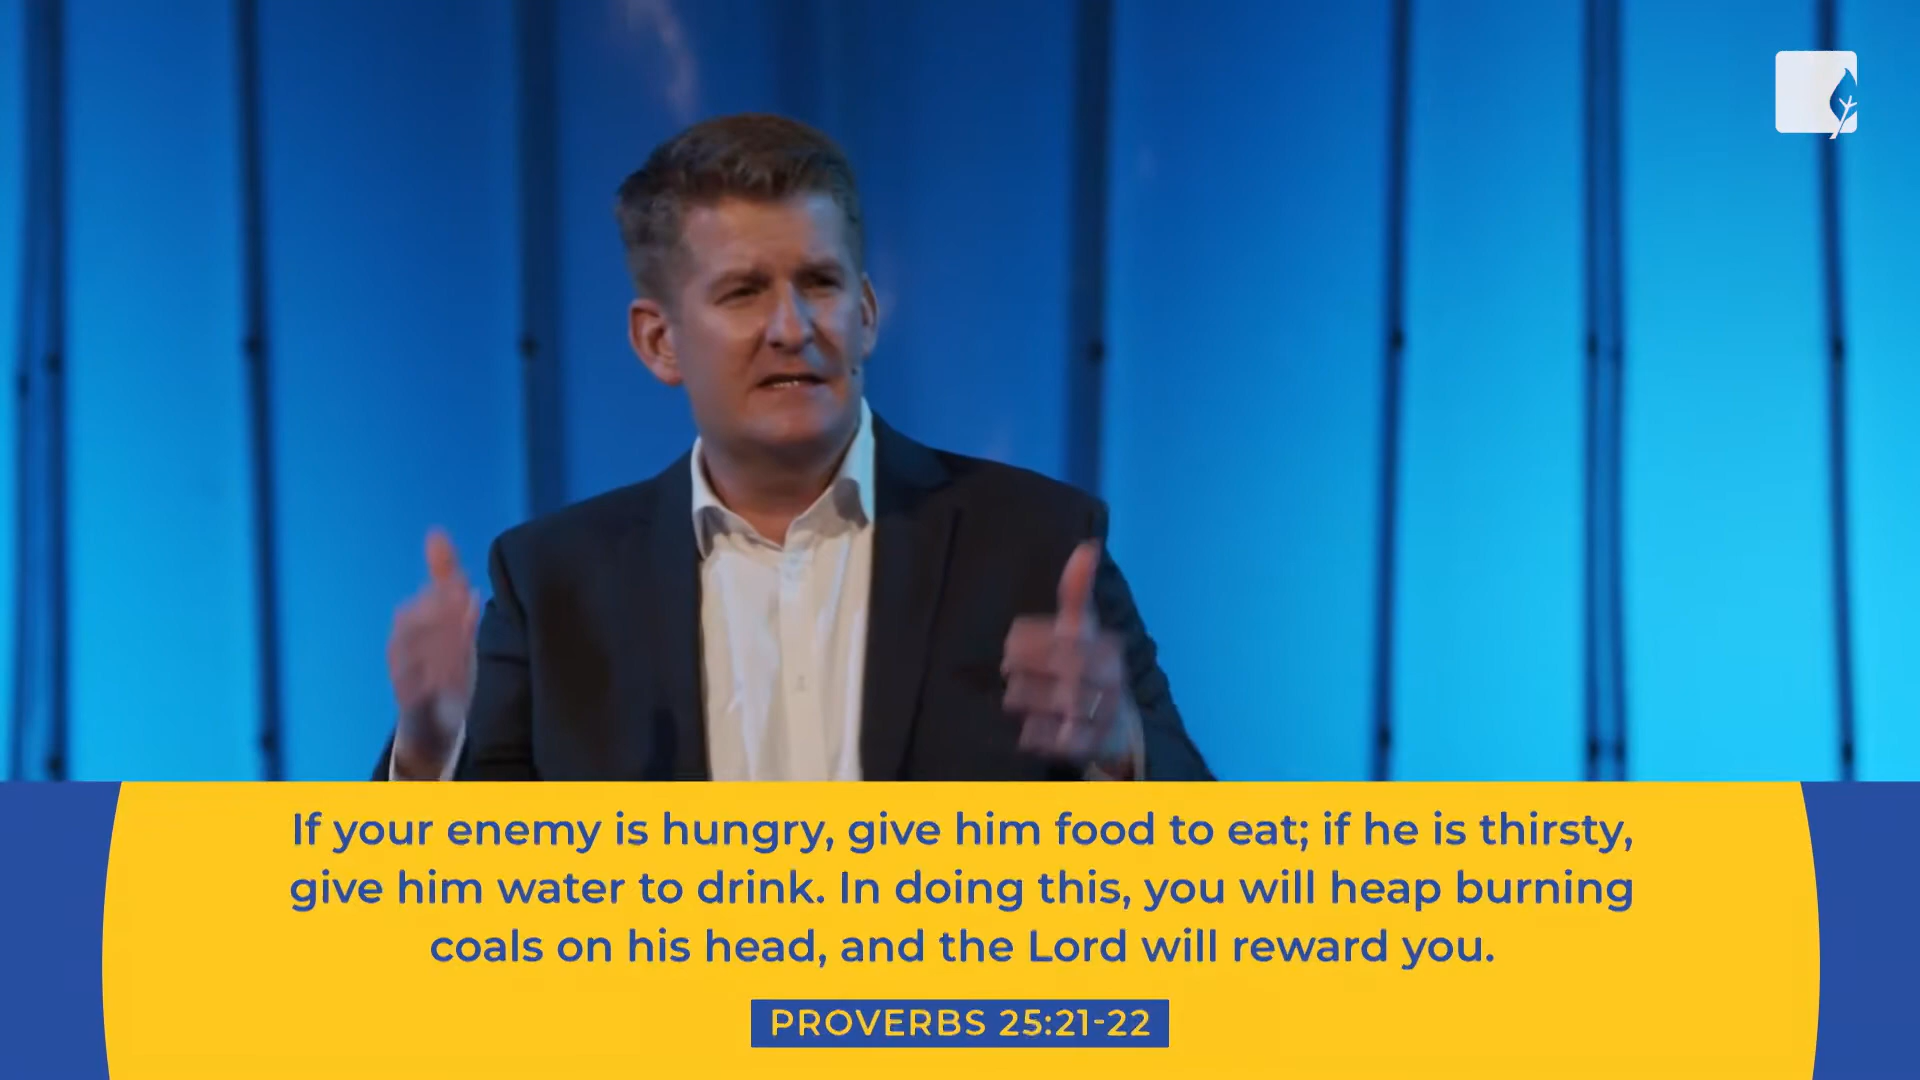 If your enemy is hungry, give him food to eat; if he is thirsty,
give him water to drink. In doing this, you will heap burning
coals on his head, and the Lord will reward you.
PROVERBS 25:21-22